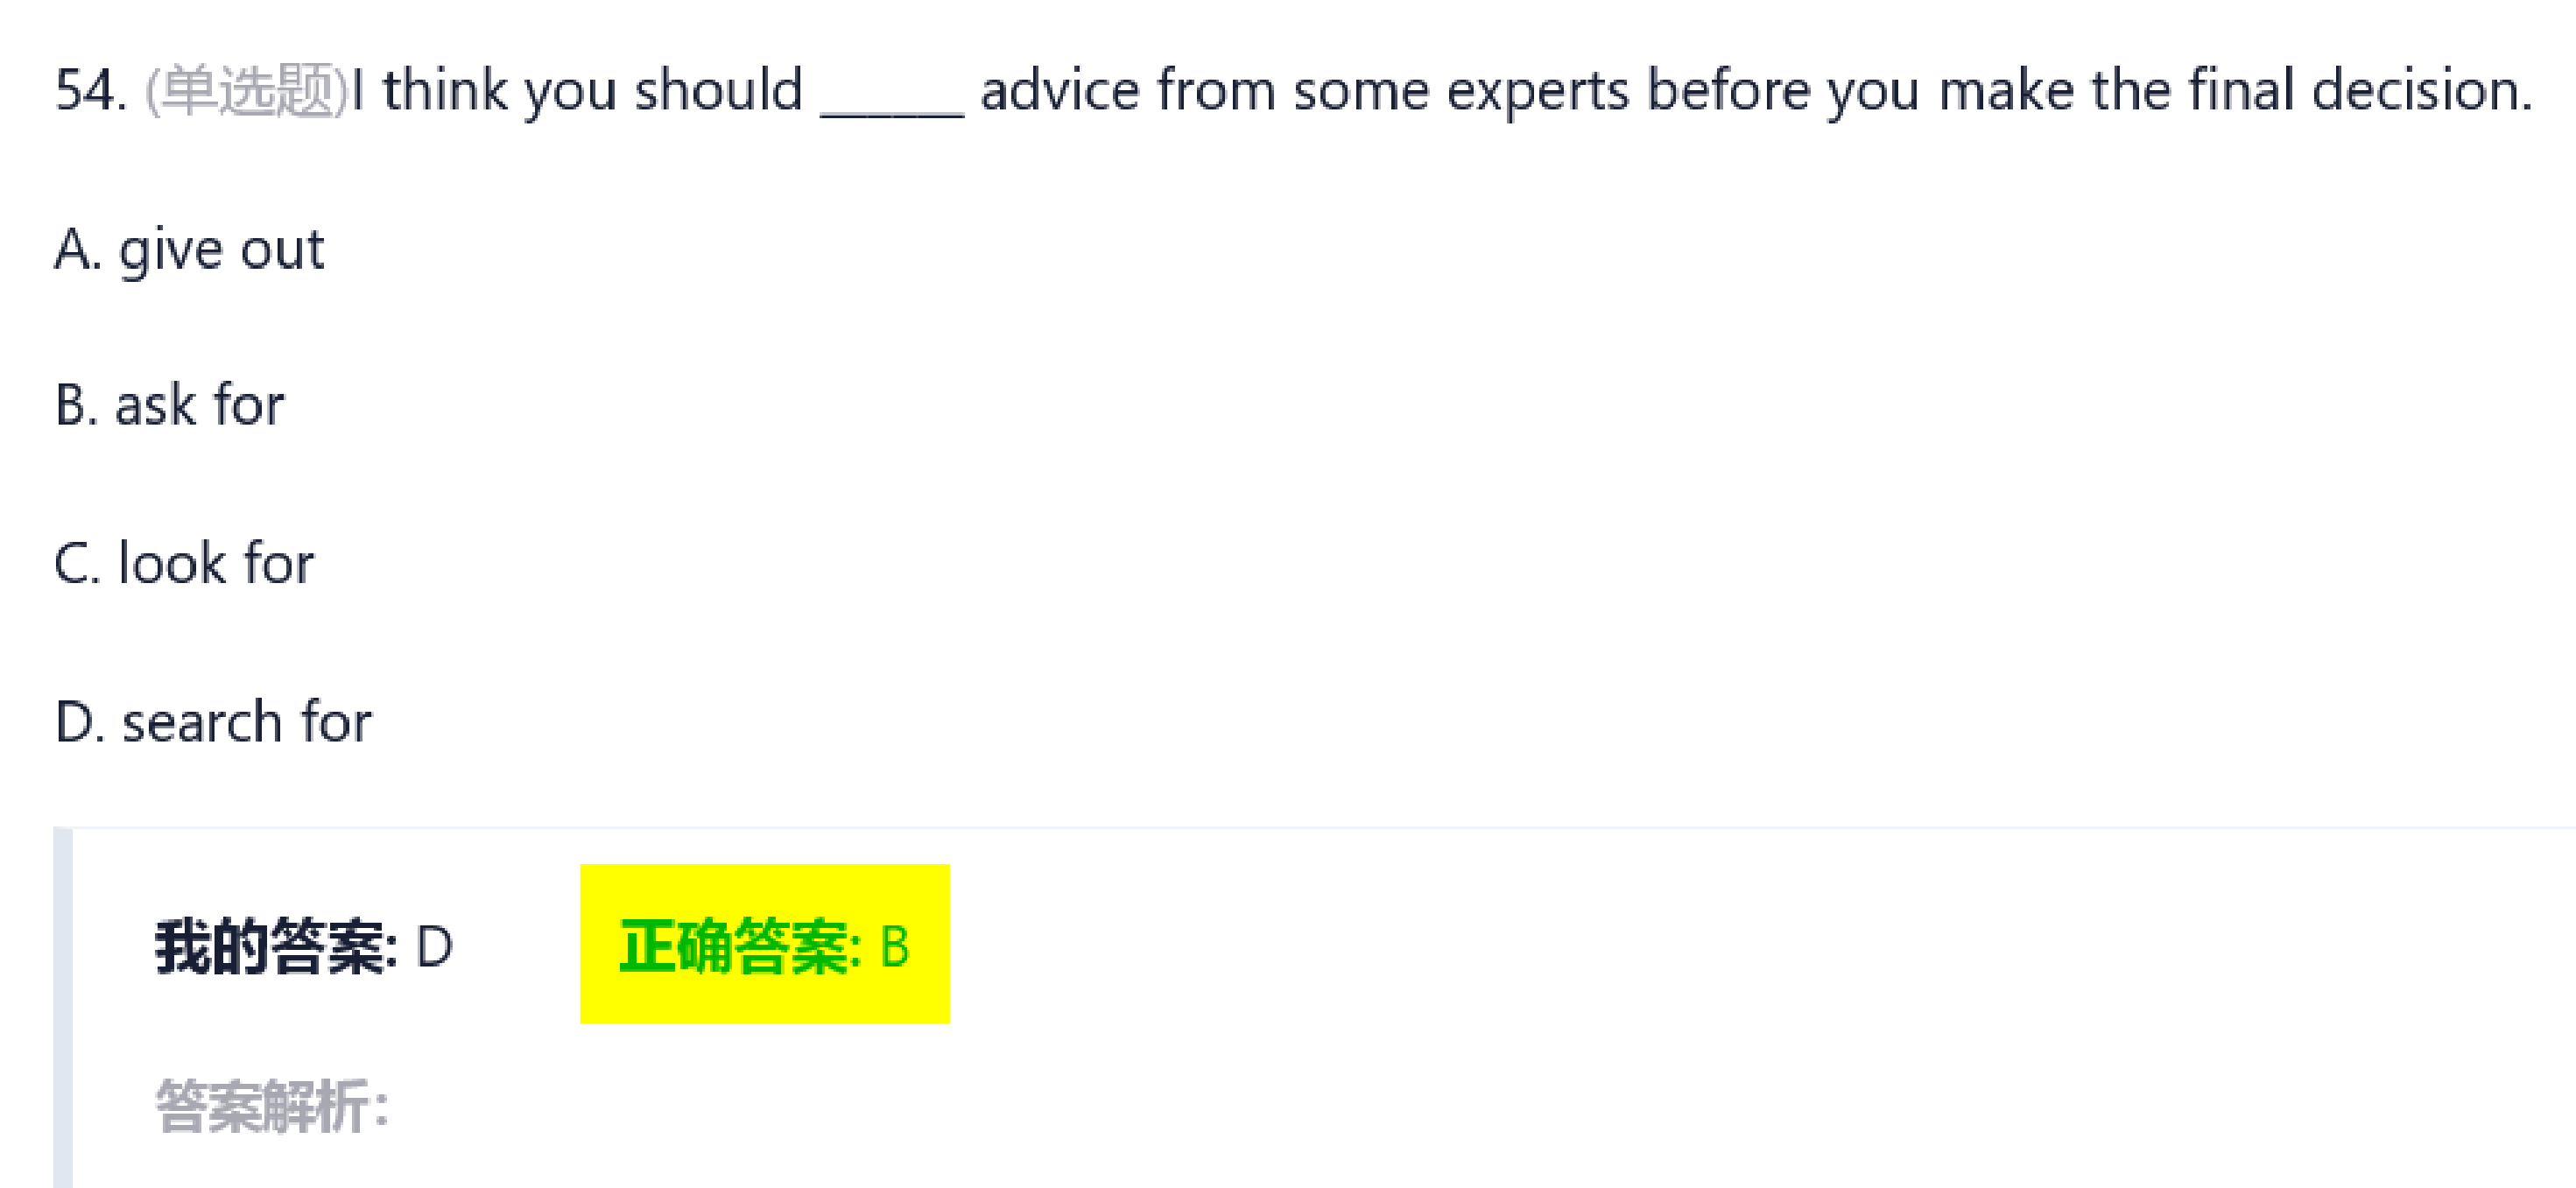 54. (单选题)I think you should ______ advice from some experts before you make the final decision.
A. give out
B. ask for
C. look for
D. search for
我的答案: D 正确答案: B
答案解析: